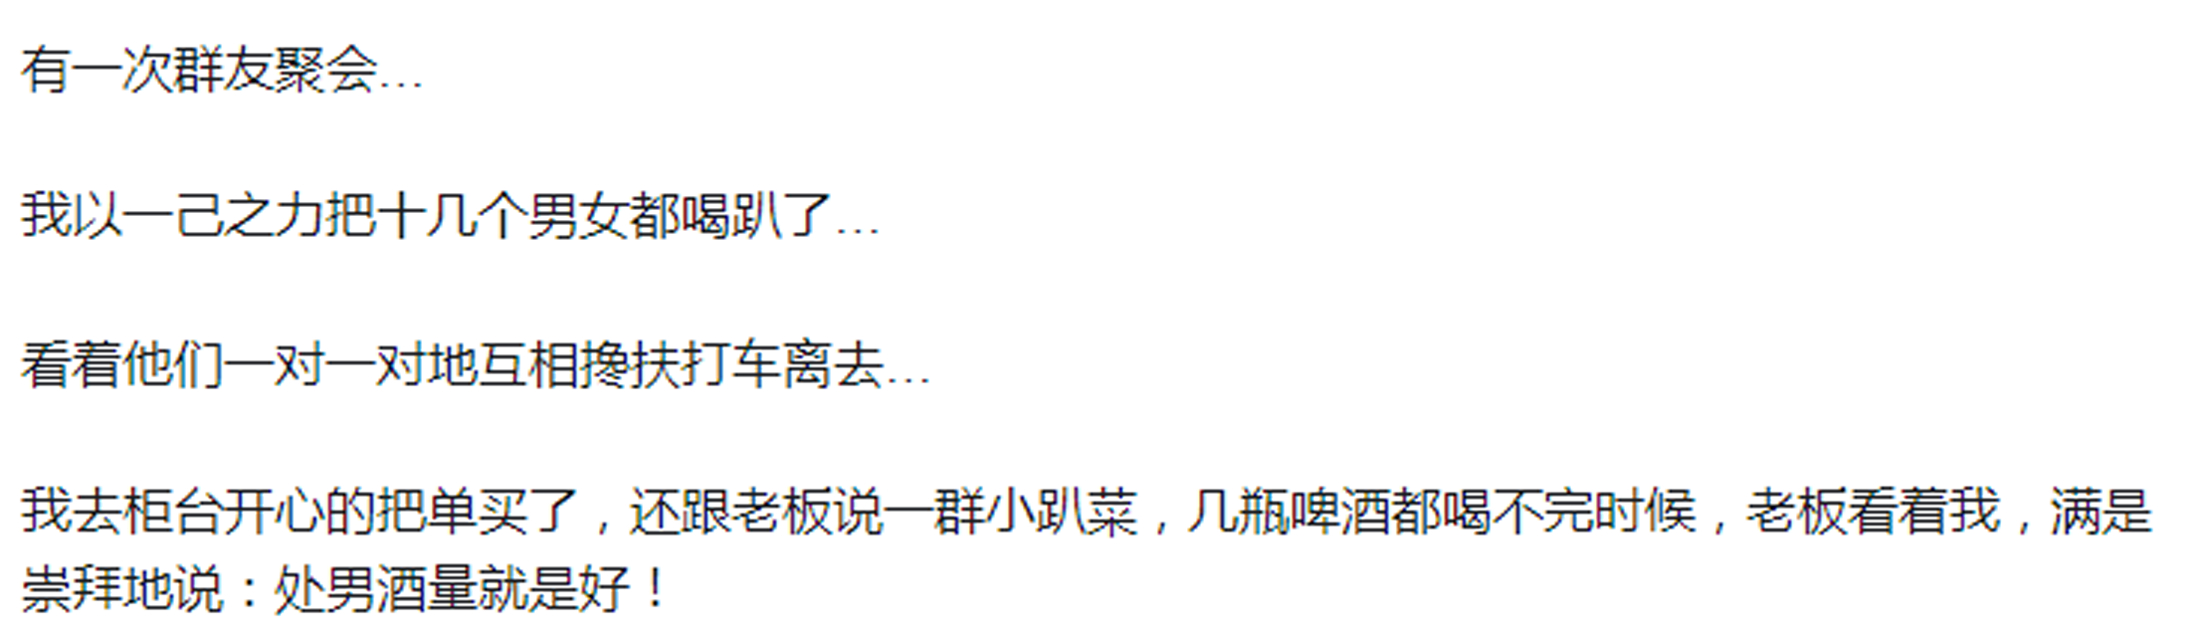 有一次群友聚会...
我以一己之力把十几个男女都喝趴了...
看着他们一对一对地互相搀扶打车离去...
我去柜台开心的把单买了，还跟老板说一群小趴菜，几瓶啤酒都喝不完时候，老板看着我，满是
崇拜地说：处男酒量就是好！